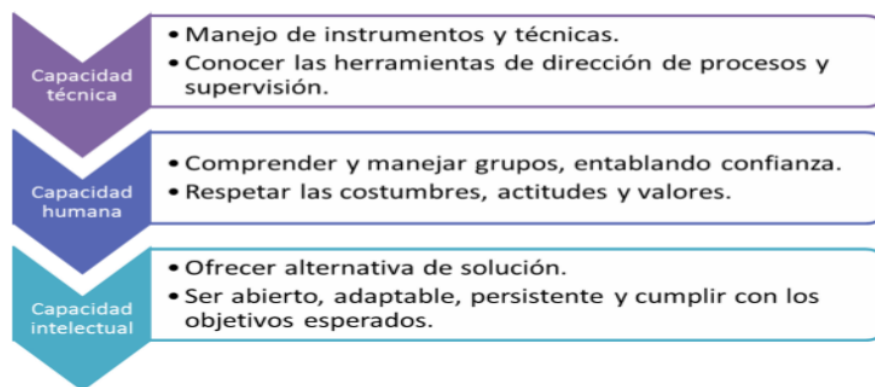 Capacidad
técnica
• Manejo de instrumentos y técnicas.
• Conocer las herramientas de dirección de procesos y
supervisión.
Capacidad
humana
• Comprender y manejar grupos, entablando confianza.
• Respetar las costumbres, actitudes y valores.
Capacidad
intelectual
• Ofrecer alternativa de solución.
• Ser abierto, adaptable, persistente y cumplir con los
objetivos esperados.